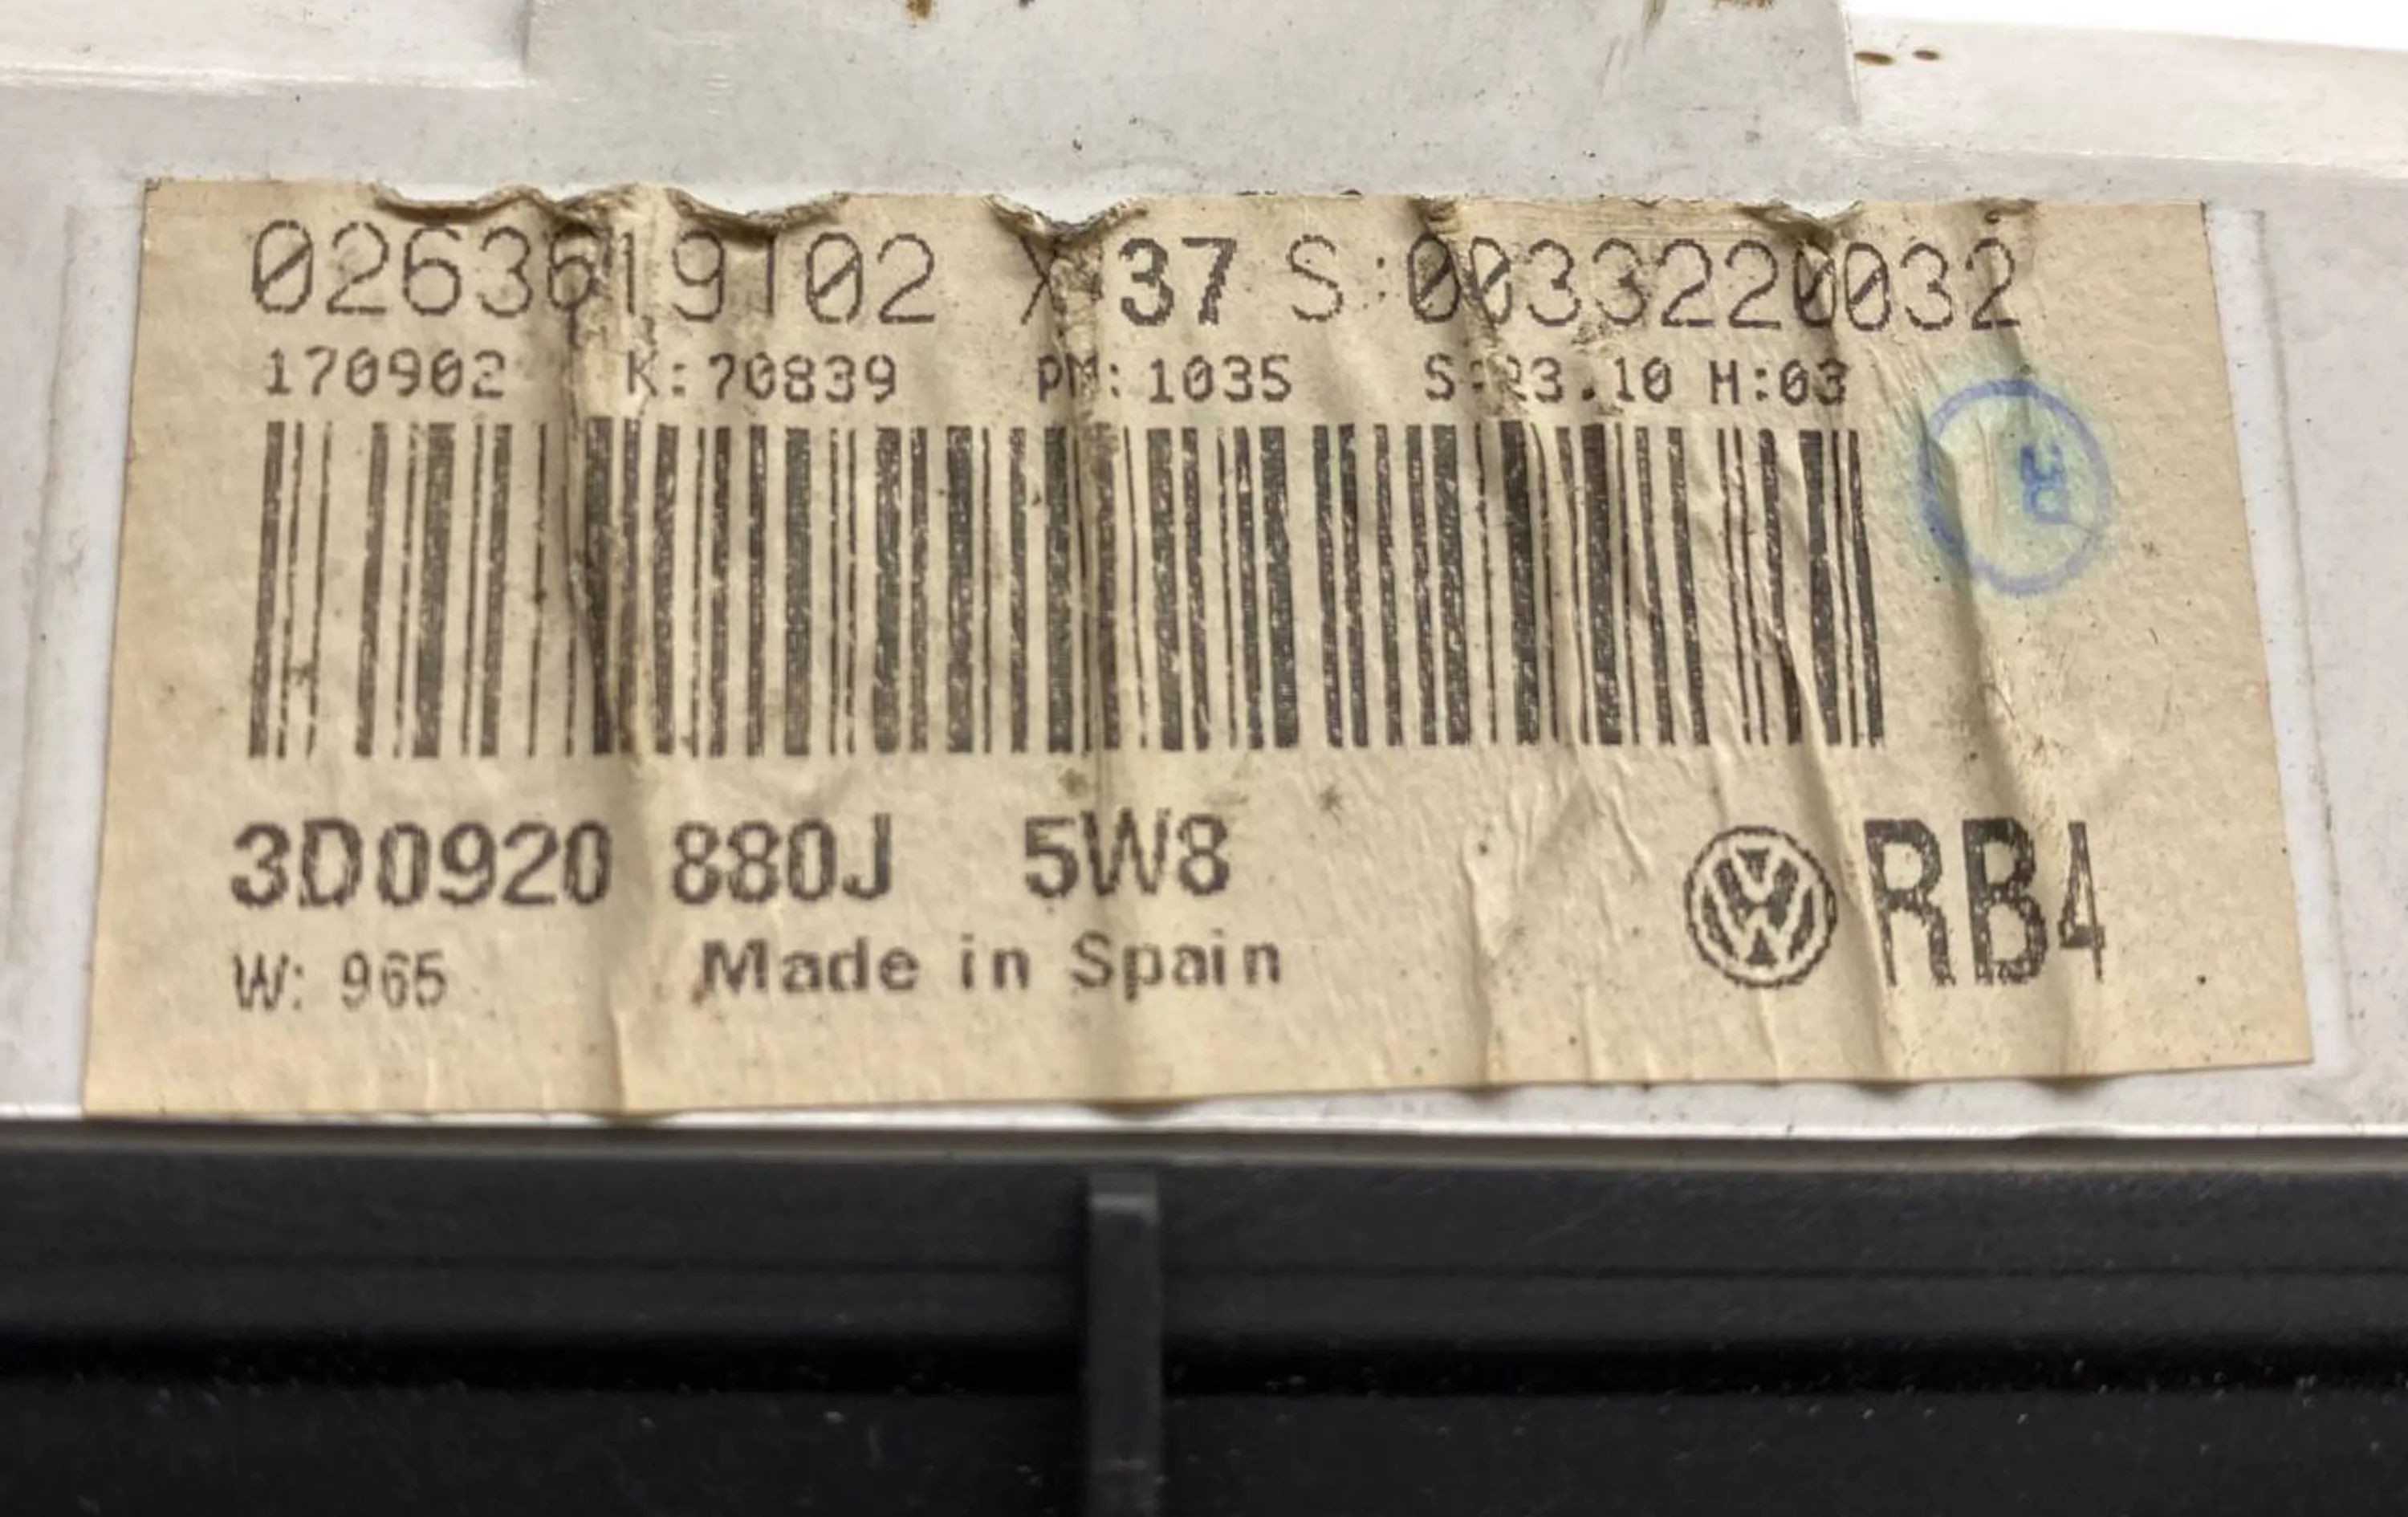 0263619102 X 37 S:0033220032
170902 K:70839 PM:1035 S:23.10 H:03
3D0920 880J 5W8
RB4
W: 965 Made in Spain